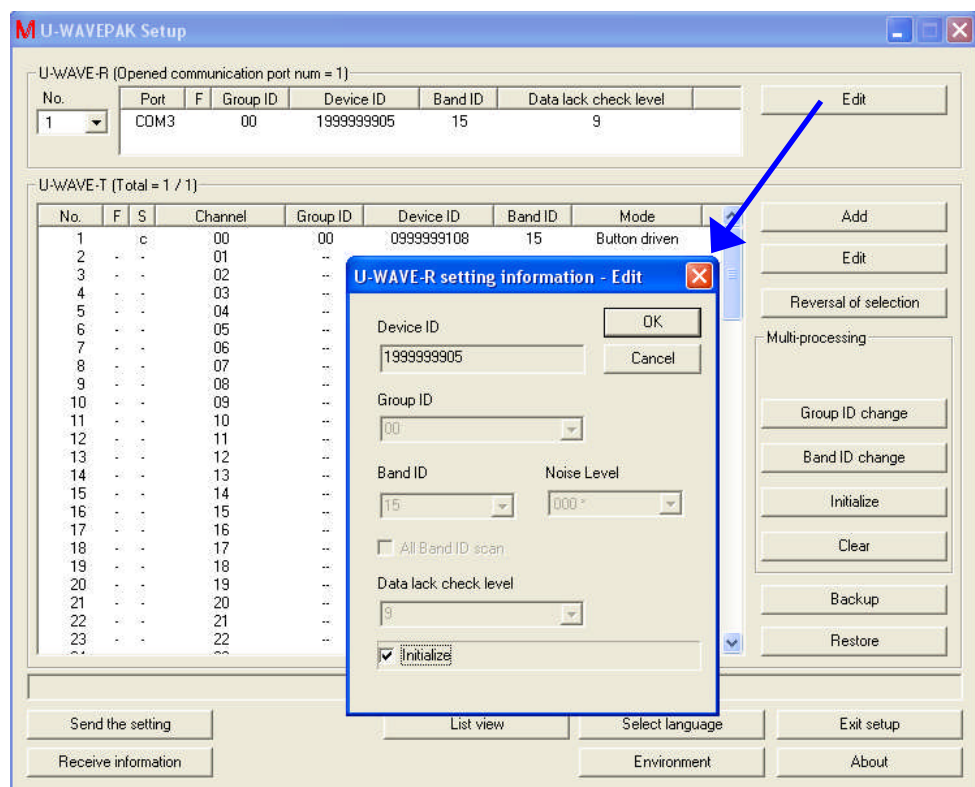 M U-WAVEPAK Setup
U-WAVE-R (Opened communication port num = 1)
No. Port F Group ID Device ID Band ID Data lack check level
1 COM3 00 1999999905 15 9
Edit
U-WAVE-T (Total = 1 / 1)
No. F S Channel Group ID Device ID Band ID Mode
1 c 00 00 0999999108 15 Button driven
2 - - 01 --
3 - - 02 --
4 - - 03 --
5 - - 04 --
6 - - 05 --
7 - - 06 --
8 - - 07 --
9 - - 08 --
10 - - 09 --
11 - - 10 --
12 - - 11 --
13 - - 12 --
14 - - 13 --
15 - - 14 --
16 - - 15 --
17 - - 16 --
18 - - 17 --
19 - - 18 --
20 - - 19 --
21 - - 20 --
22 - - 21 --
23 - - 22 --
U-WAVE-R setting information - Edit
Device ID
OK
1999999905
Cancel
Group ID
00
Band ID Noise Level
15 000 *
All Band ID scan
Data lack check level
9
Initialize
Add
Edit
Reversal of selection
Multi-processing
Group ID change
Band ID change
Initialize
Clear
Backup
Restore
Send the setting
List view
Select language
Exit setup
Receive information
Environment
About